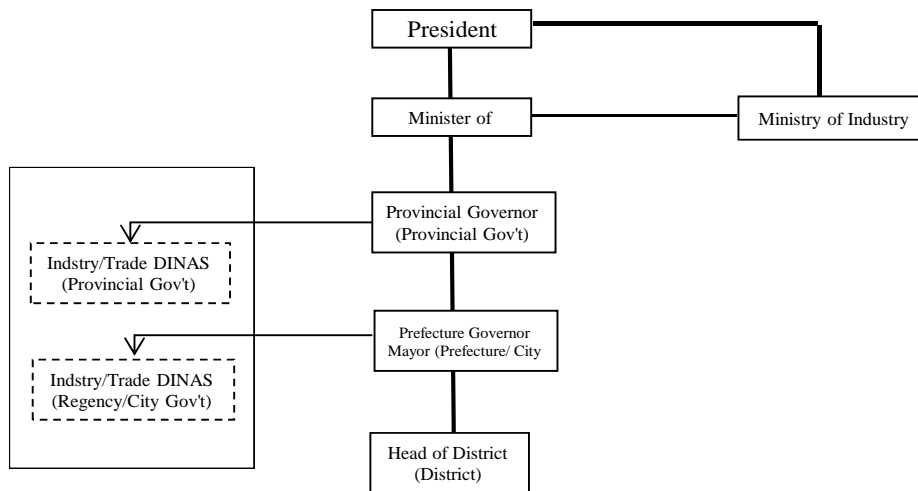 President
Minister of
Ministry of Industry
Provincial Governor
(Provincial Gov't)
Indstry/Trade DINAS
(Provincial Gov't)
Prefecture Governor
Mayor (Prefecture/ City
Indstry/Trade DINAS
(Regency/City Gov't)
Head of District
(District)